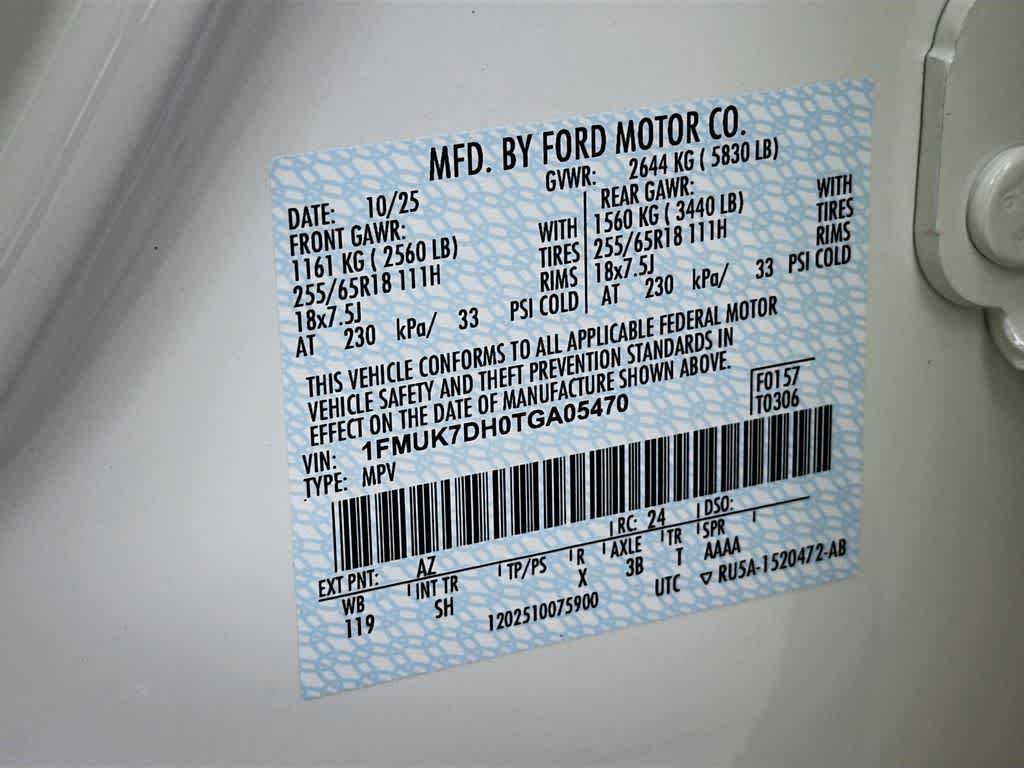 MFD. BY FORD MOTOR CO.
DATE: 10/25 GVWR: 2644 KG ( 5830 LB)
FRONT GAWR: REAR GAWR:
1161 KG ( 2560 LB) WITH 1560 KG ( 3440 LB) WITH
255/65R18 111H TIRES 255/65R18 111H TIRES
18x7.5J RIMS 18x7.5J RIMS
AT 230 kPa/ 33 PSI COLD AT 230 kPa/ 33 PSI COLD
THIS VEHICLE CONFORMS TO ALL APPLICABLE FEDERAL MOTOR
VEHICLE SAFETY AND THEFT PREVENTION STANDARDS IN
EFFECT ON THE DATE OF MANUFACTURE SHOWN ABOVE.
VIN: 1FMUK7DH0TGA05470 F0157
TYPE: MPV T0306
EXT PNT: AZ RC: 24 DSO:
WB INT TR TP/PS R AXLE TR SPR
119 SH X 3B T AAAA
1202510075900 UTC ▽ RU5A-1520472-AB